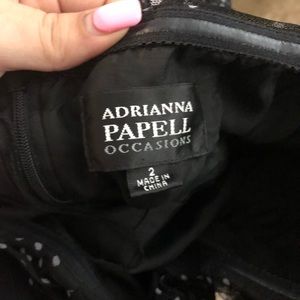 ADRIANNA
PAPELL
OCCASIONS
2
MADE IN
CHINA